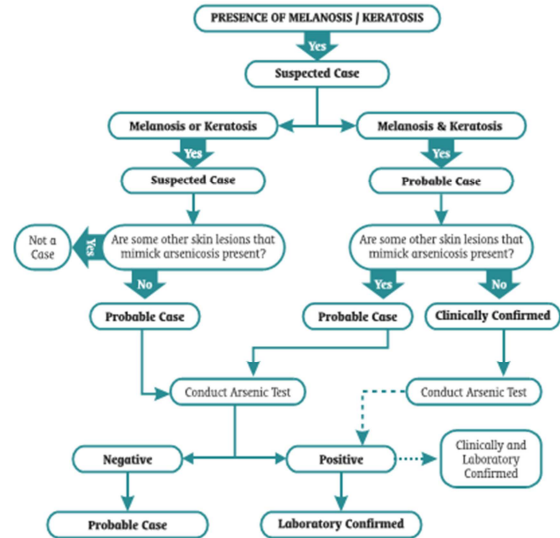 PRESENCE OF MELANOSIS / KERATOSIS
Yes
Suspected Case
Melanosis or Keratosis
Melanosis & Keratosis
Yes
Yes
Suspected Case
Probable Case
Not a
Case
Yes
Are some other skin lesions that
mimick arsenicosis present?
Are some other skin lesions that
mimick arsenicosis present?
No
Yes
No
Probable Case
Probable Case
Clinically Confirmed
Conduct Arsenic Test
Conduct Arsenic Test
Negative
Positive
Clinically and
Laboratory
Confirmed
Probable Case
Laboratory Confirmed